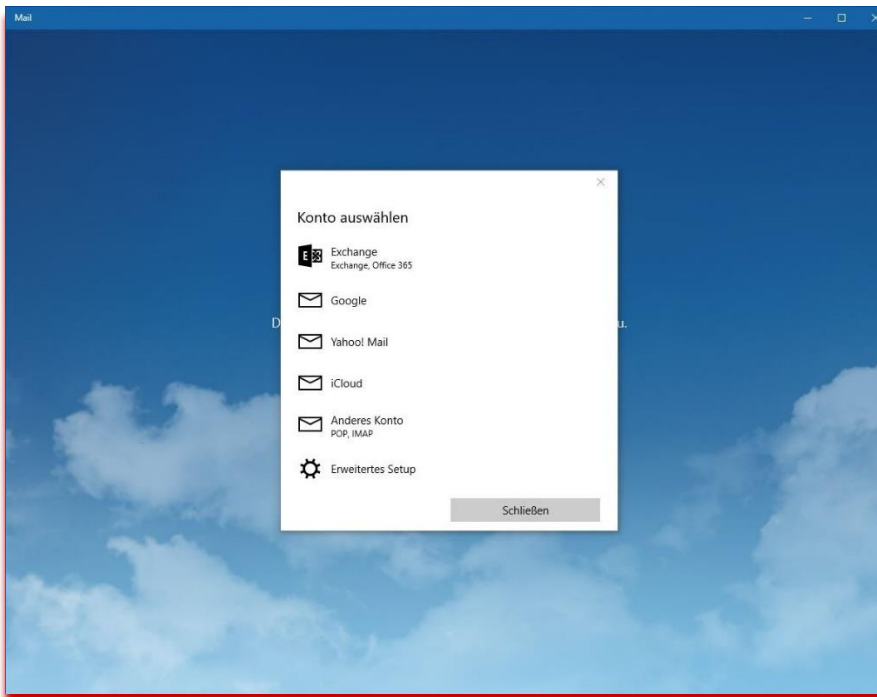 Mail
Konto auswählen
Exchange
Exchange, Office 365
Google
D
u.
Yahoo! Mail
iCloud
Anderes Konto
POP, IMAP
Erweitertes Setup
Schließen